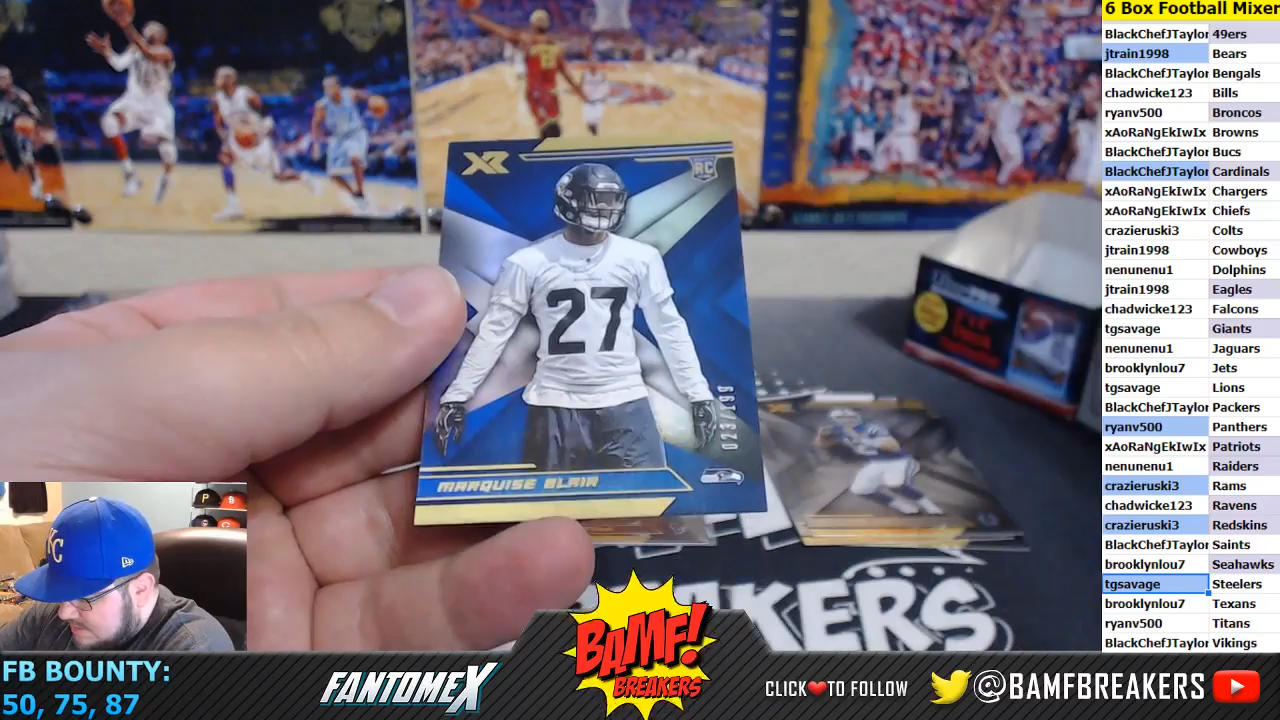 6 Box Football Mixer
BlackChefJTaylor 49ers
jtrain1998 Bears
BlackChefJTaylor Bengals
chadwicke123 Bills
ryanv500 Broncos
xAoRaNgEkIwIx Browns
BlackChefJTaylor Bucs
BlackChefJTaylor Cardinals
xAoRaNgEkIwIx Chargers
xAoRaNgEkIwIx Chiefs
crazieruski3 Colts
jtrain1998 Cowboys
nenunenu1 Dolphins
jtrain1998 Eagles
chadwicke123 Falcons
tgsavage Giants
nenunenu1 Jaguars
brooklynlou7 Jets
tgsavage Lions
BlackChefJTaylor Packers
ryanv500 Panthers
xAoRaNgEkIwIx Patriots
nenunenu1 Raiders
crazieruski3 Rams
chadwicke123 Ravens
crazieruski3 Redskins
BlackChefJTaylor Saints
brooklynlou7 Seahawks
tgsavage Steelers
brooklynlou7 Texans
ryanv500 Titans
BlackChefJTaylor Vikings
XR
RC
27
023/199
MARQUISE BLAIR
KC
P
AKERS
FB BOUNTY:
50, 75, 87
FANTOMEX
BAMF!
BREAKERS
CLICK❤TO FOLLOW
@BAMFBREAKERS